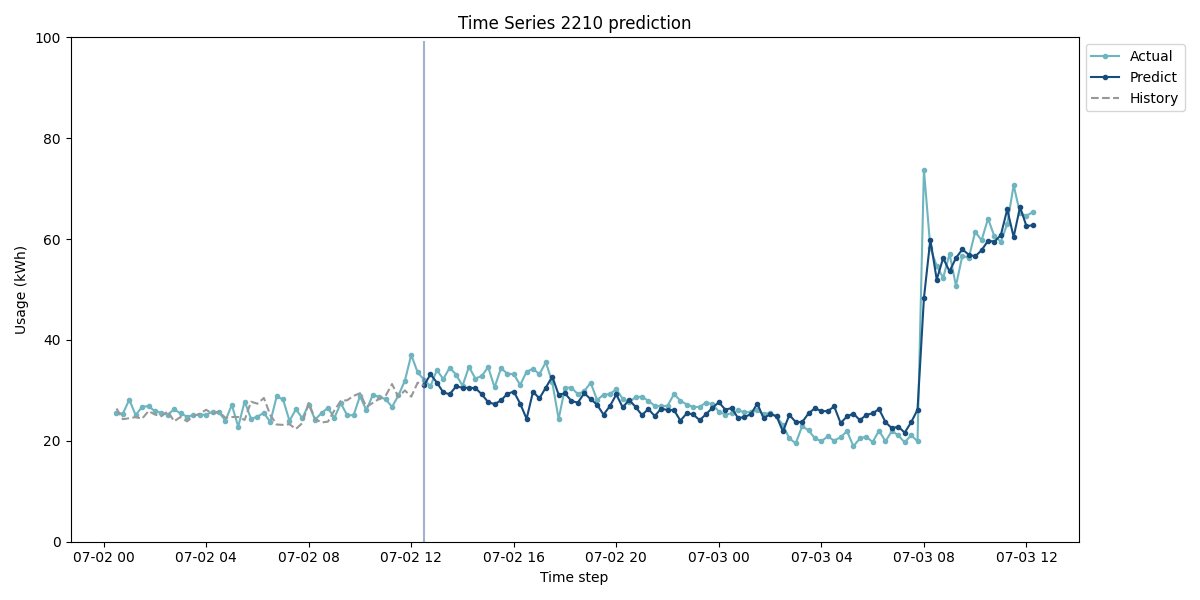 Time Series 2210 prediction
100
80
60
40
20
0
Usage (kWh)
07-02 00 07-02 04 07-02 08 07-02 12 07-02 16 07-02 20 07-03 00 07-03 04 07-03 08 07-03 12
Time step
Actual
Predict
History